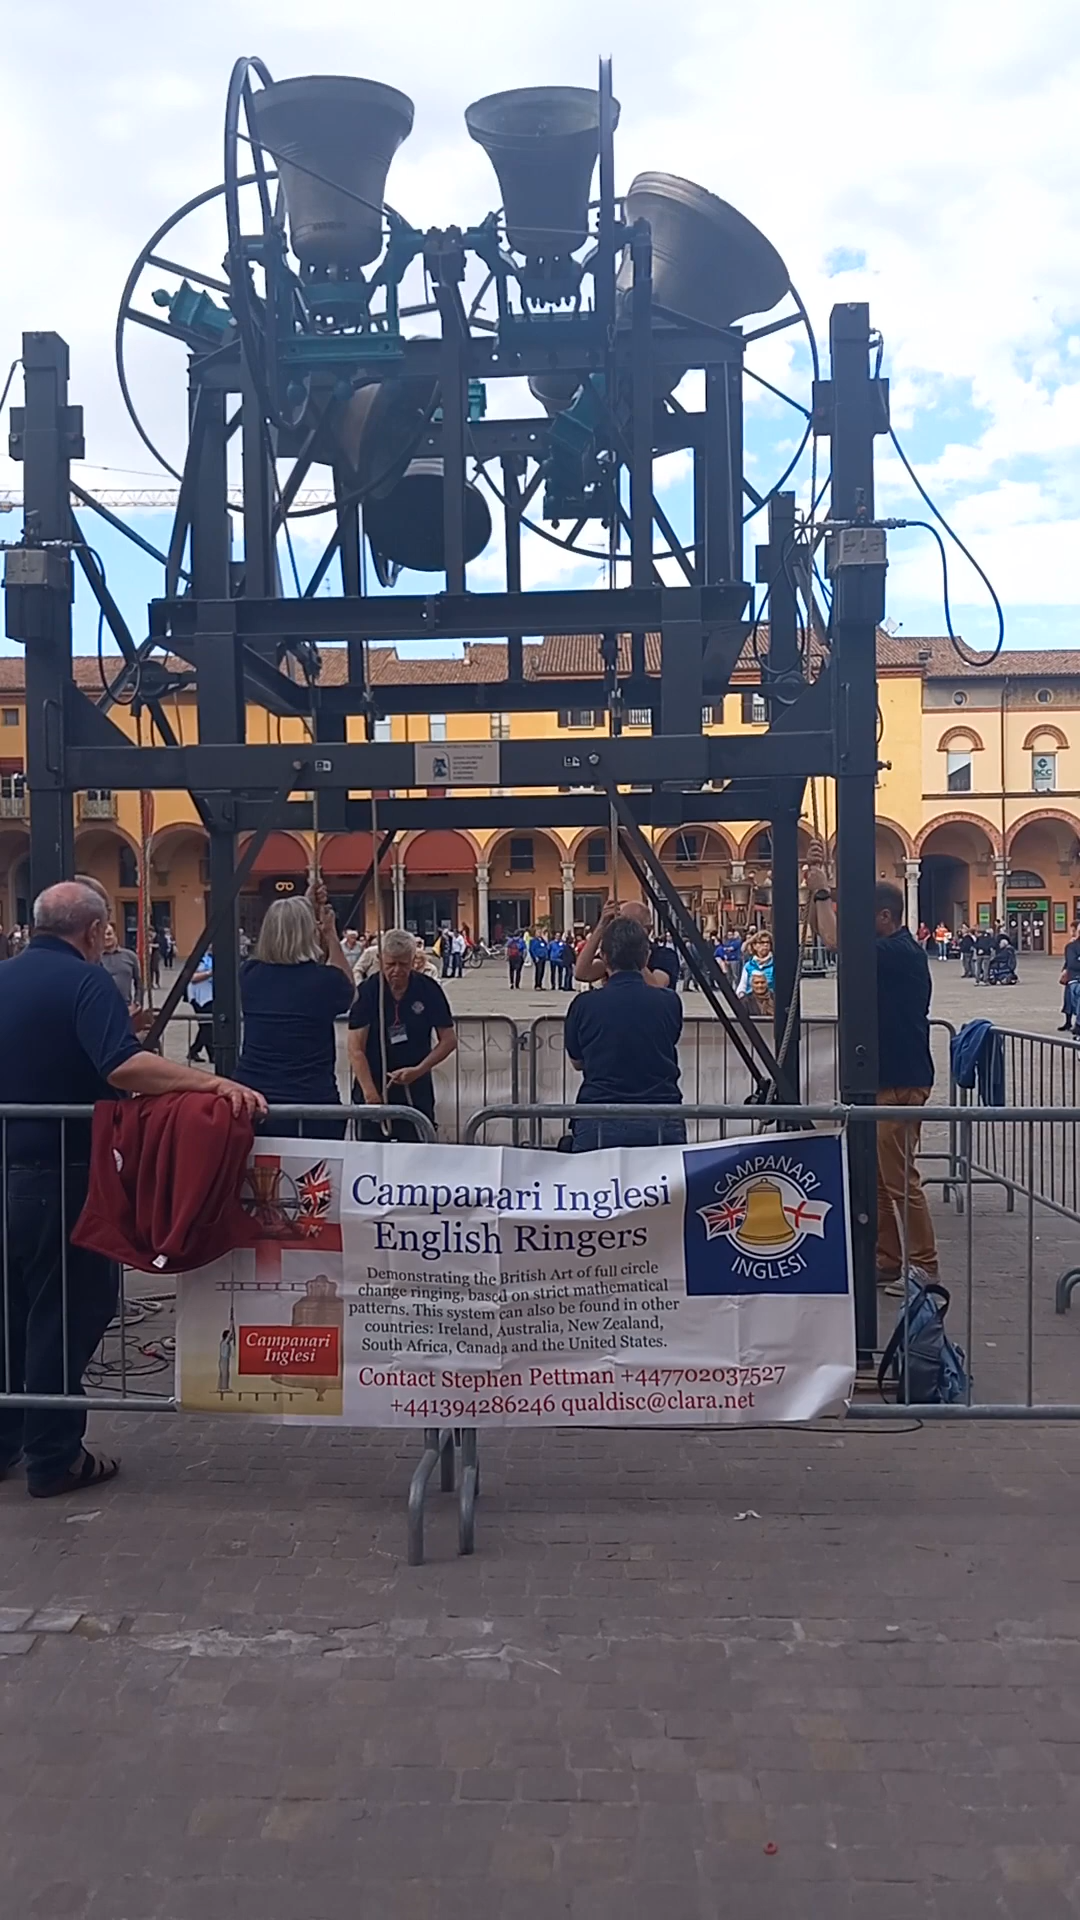 Campanari Inglesi
English Ringers
Demonstrating the British Art of full circle
change ringing, based on strict mathematical
patterns. This system can also be found in other
countries: Ireland, Australia, New Zealand,
South Africa, Canada and the United States.
Contact Stephen Pettman +447702037527
+441394286246 qualdisc@clara.net
Campanari
Inglesi
CAMPANARI
INGLESI
BCC
COOP